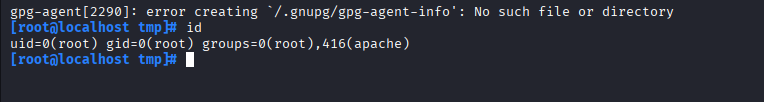 gpg-agent[2290]: error creating `/.gnupg/gpg-agent-info': No such file or directory
[root@localhost tmp]# id
uid=0(root) gid=0(root) groups=0(root),416(apache)
[root@localhost tmp]#